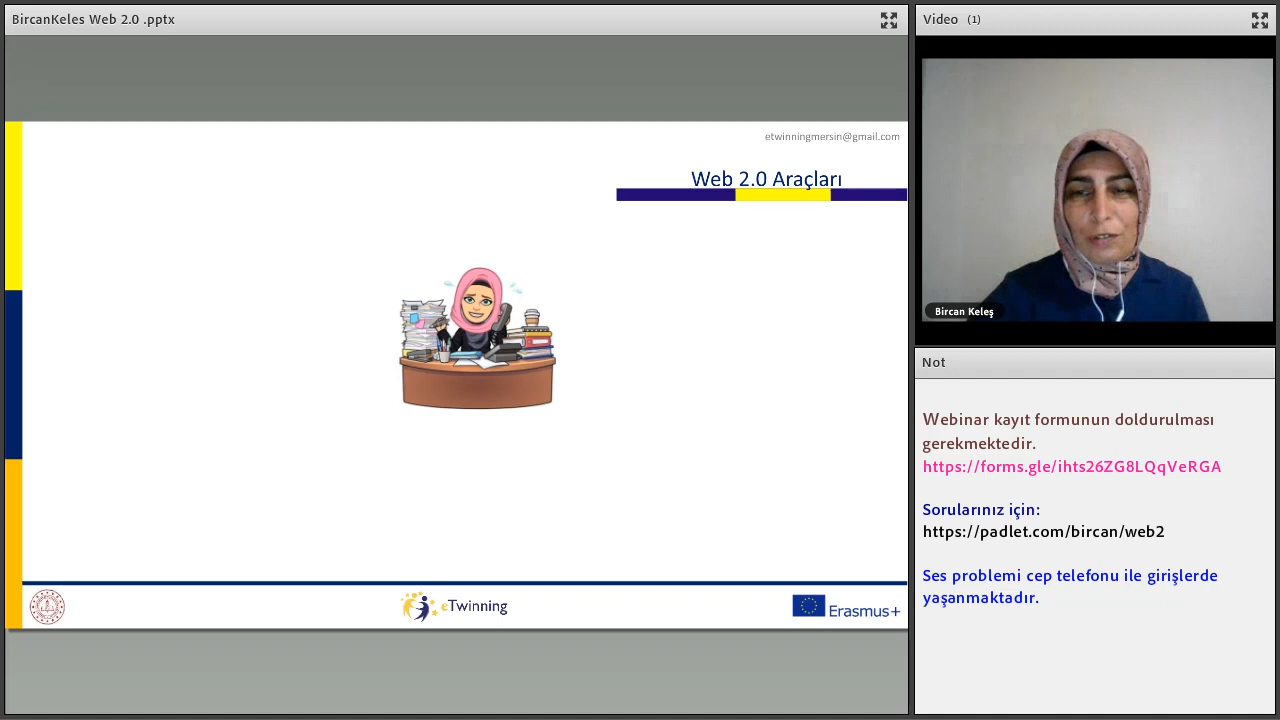 BircanKeles Web 2.0 .pptx
etwinningmersin@gmail.com
Web 2.0 Araçları
eTwinning
Erasmus+
Video (1)
Bircan Keleş
Not
Webinar kayıt formunun doldurulması
gerekmektedir.
https://forms.gle/ihts26ZG8LQqVeRGA
Sorularınız için:
https://padlet.com/bircan/web2
Ses problemi cep telefonu ile girişlerde
yaşanmaktadır.